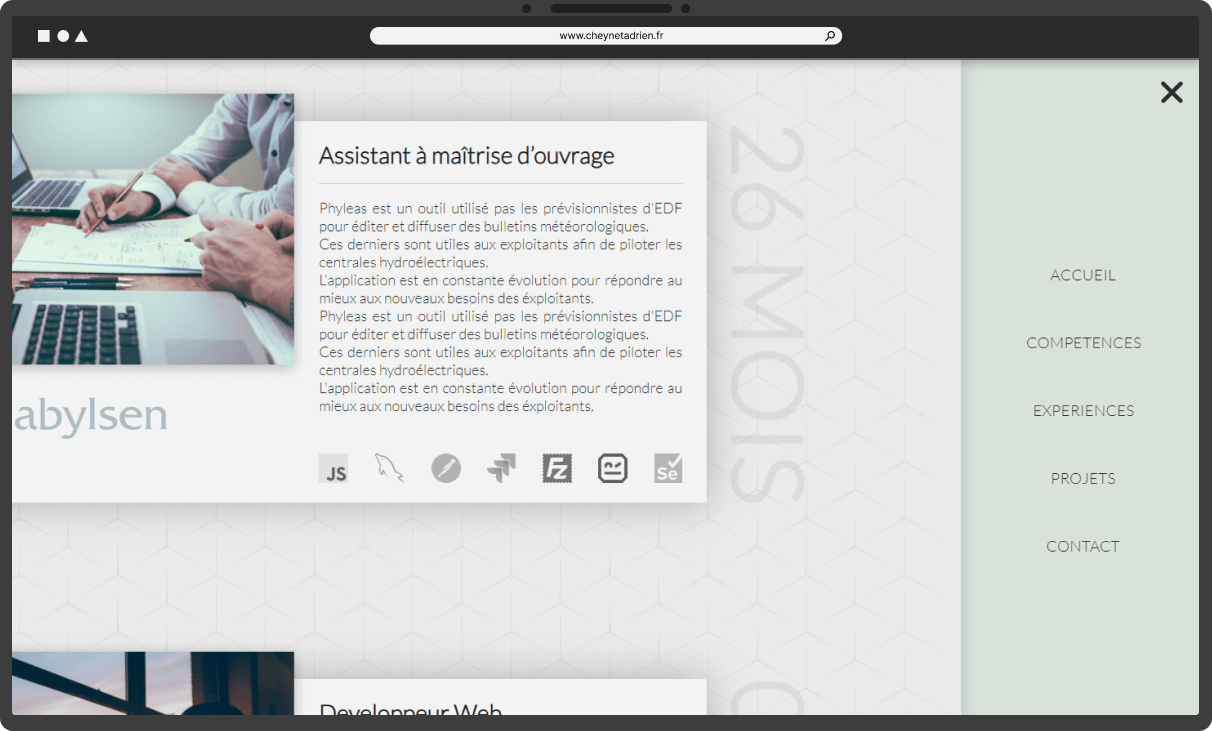 www.cheynetadrien.fr
Assistant à maîtrise d'ouvrage
Phyleas est un outil utilisé pas les prévisionnistes d'EDF
pour éditer et diffuser des bulletins météorologiques.
Ces derniers sont utiles aux exploitants afin de piloter les
centrales hydroélectriques.
L'application est en constante évolution pour répondre au
mieux aux nouveaux besoins des éxploitants.
Phyleas est un outil utilisé pas les prévisionnistes d'EDF
pour éditer et diffuser des bulletins météorologiques.
Ces derniers sont utiles aux exploitants afin de piloter les
centrales hydroélectriques.
L'application est en constante évolution pour répondre au
mieux aux nouveaux besoins des éxploitants.
abylsen
JS
FZ
Se
26 MOIS
Developpeur Web
ACCUEIL
COMPETENCES
EXPERIENCES
PROJETS
CONTACT